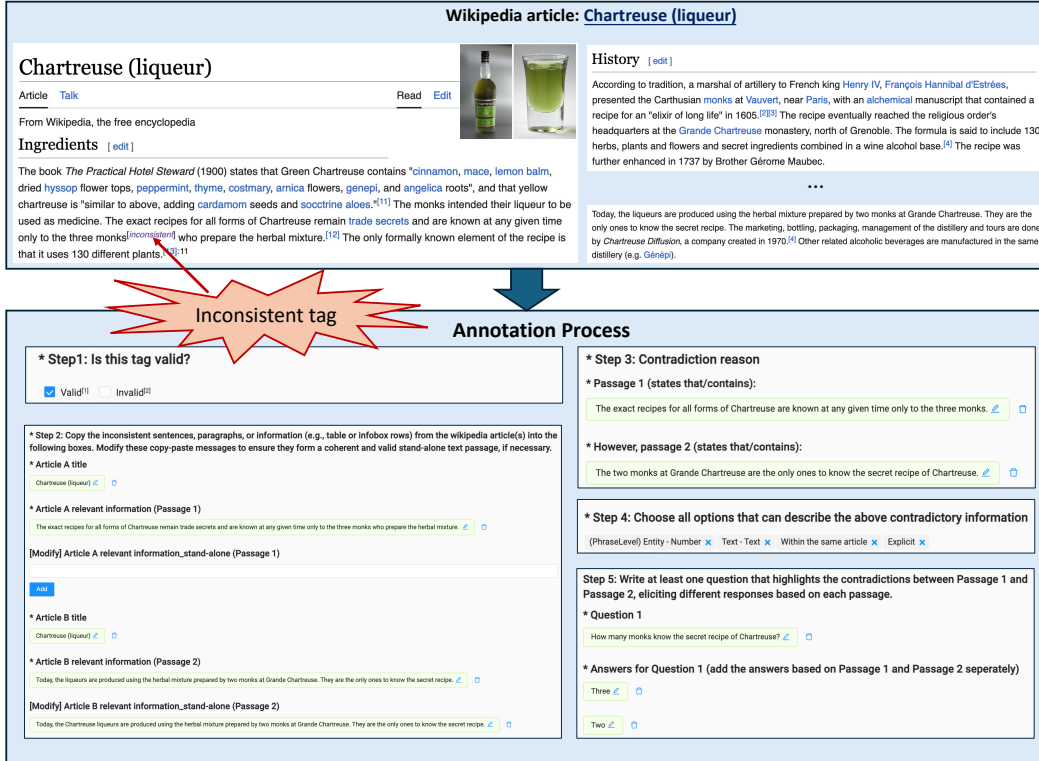 Wikipedia article: Chartreuse (liqueur)
Chartreuse (liqueur)
Article Talk Read Edit
From Wikipedia, the free encyclopedia
Ingredients [ edit ]
The book The Practical Hotel Steward (1900) states that Green Chartreuse contains "cinnamon, mace, lemon balm,
dried hyssop flower tops, peppermint, thyme, costmary, arnica flowers, genepi, and angelica roots", and that yellow
chartreuse is "similar to above, adding cardamom seeds and socctrine aloes."[11] The monks intended their liqueur to be
used as medicine. The exact recipes for all forms of Chartreuse remain trade secrets and are known at any given time
only to the three monks[inconsistent] who prepare the herbal mixture.[12] The only formally known element of the recipe is
that it uses 130 different plants.[13]:11
History [ edit ]
According to tradition, a marshal of artillery to French king Henry IV, François Hannibal d'Estrées,
presented the Carthusian monks at Vauvert, near Paris, with an alchemical manuscript that contained a
recipe for an "elixir of long life" in 1605.[2][3] The recipe eventually reached the religious order's
headquarters at the Grande Chartreuse monastery, north of Grenoble. The formula is said to include 130
herbs, plants and flowers and secret ingredients combined in a wine alcohol base.[4] The recipe was
further enhanced in 1737 by Brother Gérome Maubec.
...
Today, the liqueurs are produced using the herbal mixture prepared by two monks at Grande Chartreuse. They are the
only ones to know the secret recipe. The marketing, bottling, packaging, management of the distillery and tours are done
by Chartreuse Diffusion, a company created in 1970.[4] Other related alcoholic beverages are manufactured in the same
distillery (e.g. Génépi).
Inconsistent tag
Annotation Process
* Step1: Is this tag valid?
Valid[1] Invalid[2]
* Step 2: Copy the inconsistent sentences, paragraphs, or information (e.g., table or infobox rows) from the wikipedia article(s) into the
following boxes. Modify these copy-paste messages to ensure they form a coherent and valid stand-alone text passage, if necessary.
* Article A title
Chartreuse (liqueur)
* Article A relevant information (Passage 1)
The exact recipes for all forms of Chartreuse remain trade secrets and are known at any given time only to the three monks who prepare the herbal mixture.
[Modify] Article A relevant information_stand-alone (Passage 1)
Add
* Article B title
Chartreuse (liqueur)
* Article B relevant information (Passage 2)
Today, the liqueurs are produced using the herbal mixture prepared by two monks at Grande Chartreuse. They are the only ones to know the secret recipe.
[Modify] Article B relevant information_stand-alone (Passage 2)
Today, the Chartreuse liqueurs are produced using the herbal mixture prepared by two monks at Grande Chartreuse. They are the only ones to know the secret recipe.
* Step 3: Contradiction reason
* Passage 1 (states that/contains):
The exact recipes for all forms of Chartreuse are known at any given time only to the three monks.
* However, passage 2 (states that/contains):
The two monks at Grande Chartreuse are the only ones to know the secret recipe of Chartreuse.
* Step 4: Choose all options that can describe the above contradictory information
(PhraseLevel) Entity - Number × Text - Text × Within the same article × Explicit ×
Step 5: Write at least one question that highlights the contradictions between Passage 1 and
Passage 2, eliciting different responses based on each passage.
* Question 1
How many monks know the secret recipe of Chartreuse?
* Answers for Question 1 (add the answers based on Passage 1 and Passage 2 seperately)
Three
Two